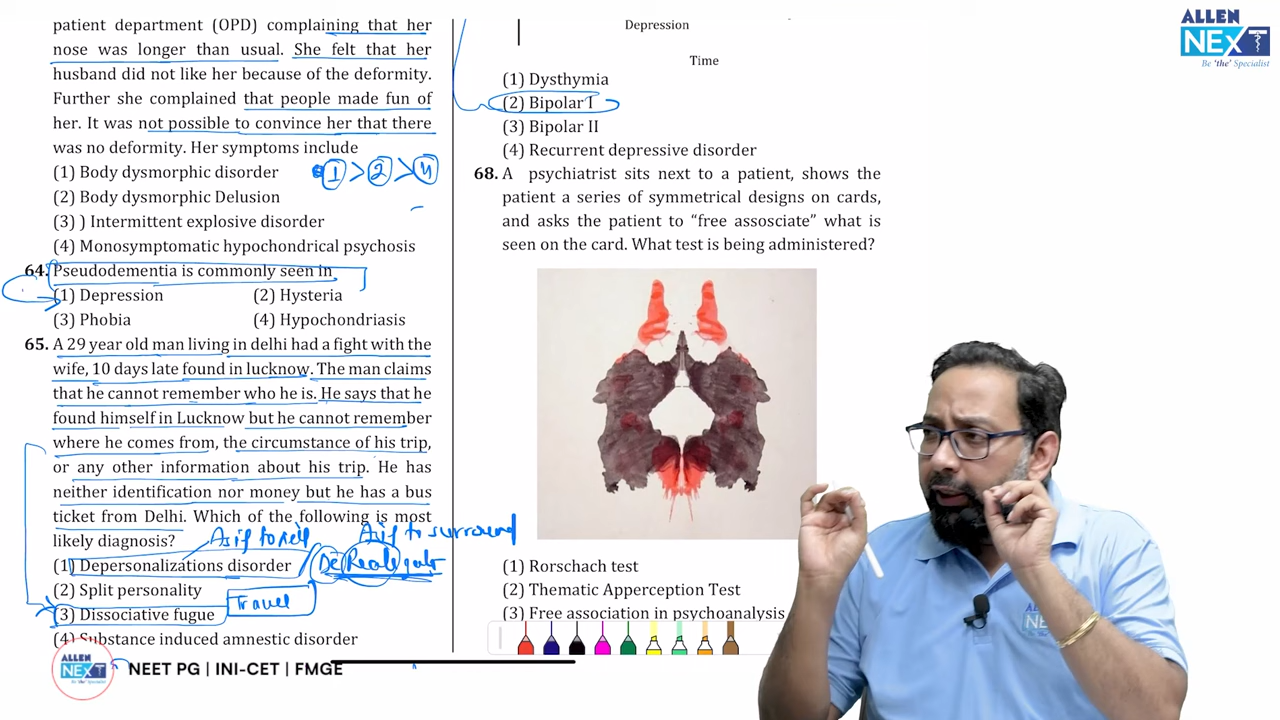 patient department (OPD) complaining that her
nose was longer than usual. She felt that her
husband did not like her because of the deformity.
Further she complained that people made fun of
her. It was not possible to convince her that there
was no deformity. Her symptoms include
(1) Body dysmorphic disorder
1 > 2 > 4
(2) Body dysmorphic Delusion
(3) ) Intermittent explosive disorder
(4) Monosymptomatic hypochondrical psychosis
64. Pseudodementia is commonly seen in
(1) Depression (2) Hysteria
(3) Phobia (4) Hypochondriasis
65. A 29 year old man living in delhi had a fight with the
wife, 10 days late found in lucknow. The man claims
that he cannot remember who he is. He says that he
found himself in Lucknow but he cannot remember
where he comes from, the circumstance of his trip,
or any other information about his trip. He has
neither identification nor money but he has a bus
ticket from Delhi. Which of the following is most
likely diagnosis?
As if to self
As if to surround
(1) Depersonalizations disorder
(2) Split personality
(3) Dissociative fugue
Travel
(4) Substance induced amnestic disorder
Depression
Time
(1) Dysthymia
(2) Bipolar I
(3) Bipolar II
(4) Recurrent depressive disorder
68. A psychiatrist sits next to a patient, shows the
patient a series of symmetrical designs on cards,
and asks the patient to “free assosciate” what is
seen on the card. What test is being administered?
(1) Rorschach test
(2) Thematic Apperception Test
(3) Free association in psychoanalysis
ALLEN
NEXT
Be 'the' Specialist
ALLEN
NEXT
Be 'the' Specialist
NEET PG | INI-CET | FMGE
ALLEN
NE